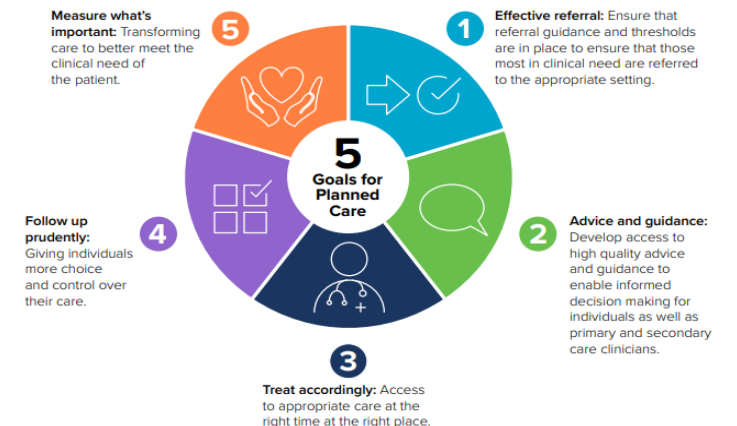 5
Goals for
Planned
Care
1
Effective referral: Ensure that
referral guidance and thresholds
are in place to ensure that those
most in clinical need are referred
to the appropriate setting.
2
Advice and guidance:
Develop access to
high quality advice
and guidance to
enable informed
decision making for
individuals as well as
primary and secondary
care clinicians.
3
Treat accordingly: Access
to appropriate care at the
right time at the right place.
4
Follow up
prudently:
Giving individuals
more choice
and control over
their care.
5
Measure what's
important: Transforming
care to better meet the
clinical need of
the patient.